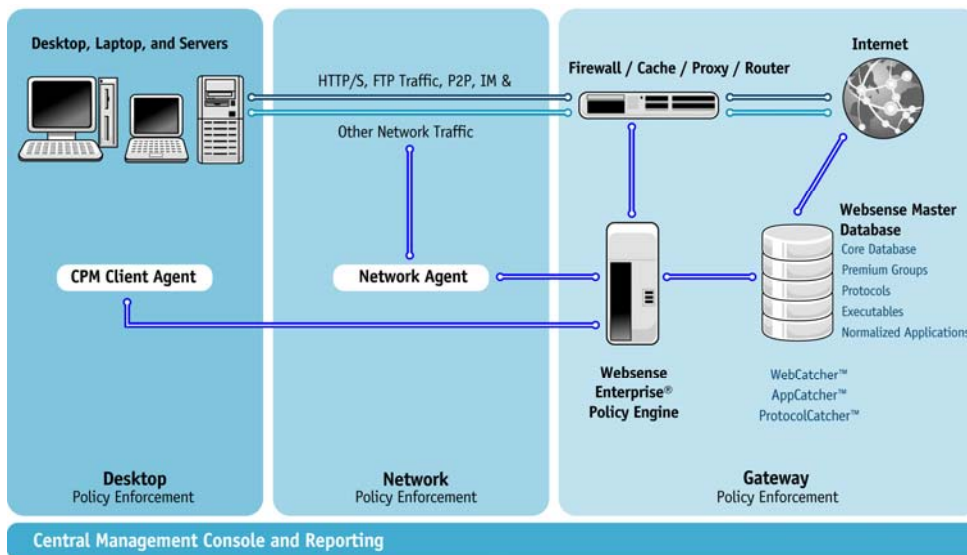 Desktop, Laptop, and Servers
HTTP/S, FTP Traffic, P2P, IM &
Other Network Traffic
Firewall / Cache / Proxy / Router
Internet
CPM Client Agent
Network Agent
Websense
Enterprise®
Policy Engine
Websense Master
Database
Core Database
Premium Groups
Protocols
Executables
Normalized Applications
WebCatcher™
AppCatcher™
ProtocolCatcher™
Desktop
Policy Enforcement
Network
Policy Enforcement
Gateway
Policy Enforcement
Central Management Console and Reporting